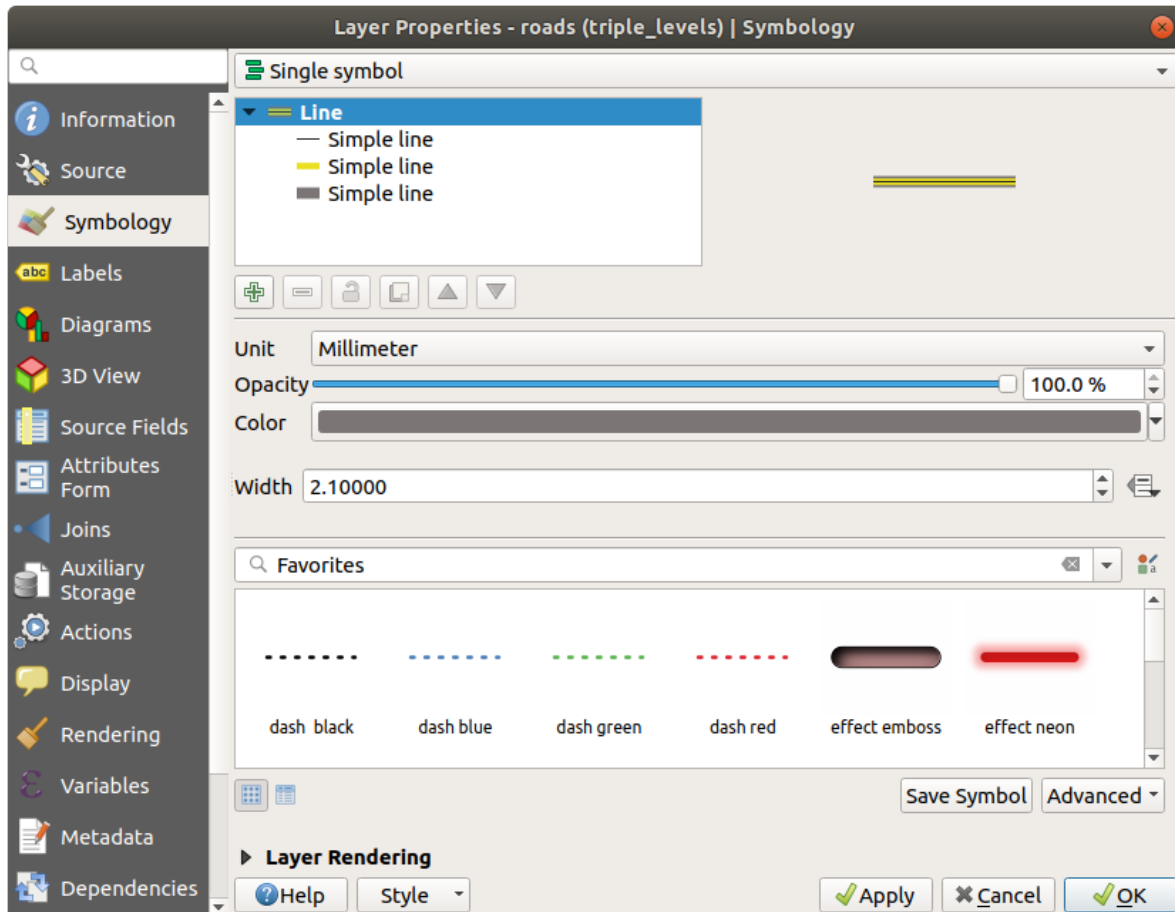 Layer Properties - roads (triple_levels) | Symbology
Information
Source
Symbology
abc Labels
Diagrams
3D View
Source Fields
Attributes
Form
Joins
Auxiliary
Storage
Actions
Display
Rendering
Variables
Metadata
Dependencies
Single symbol
Line
Simple line
Simple line
Simple line
Unit Millimeter
Opacity 100.0 %
Color
Width 2.10000
Favorites
dash black
dash blue
dash green
dash red
effect emboss
effect neon
Save Symbol
Advanced
Layer Rendering
Help
Style
Apply
Cancel
OK